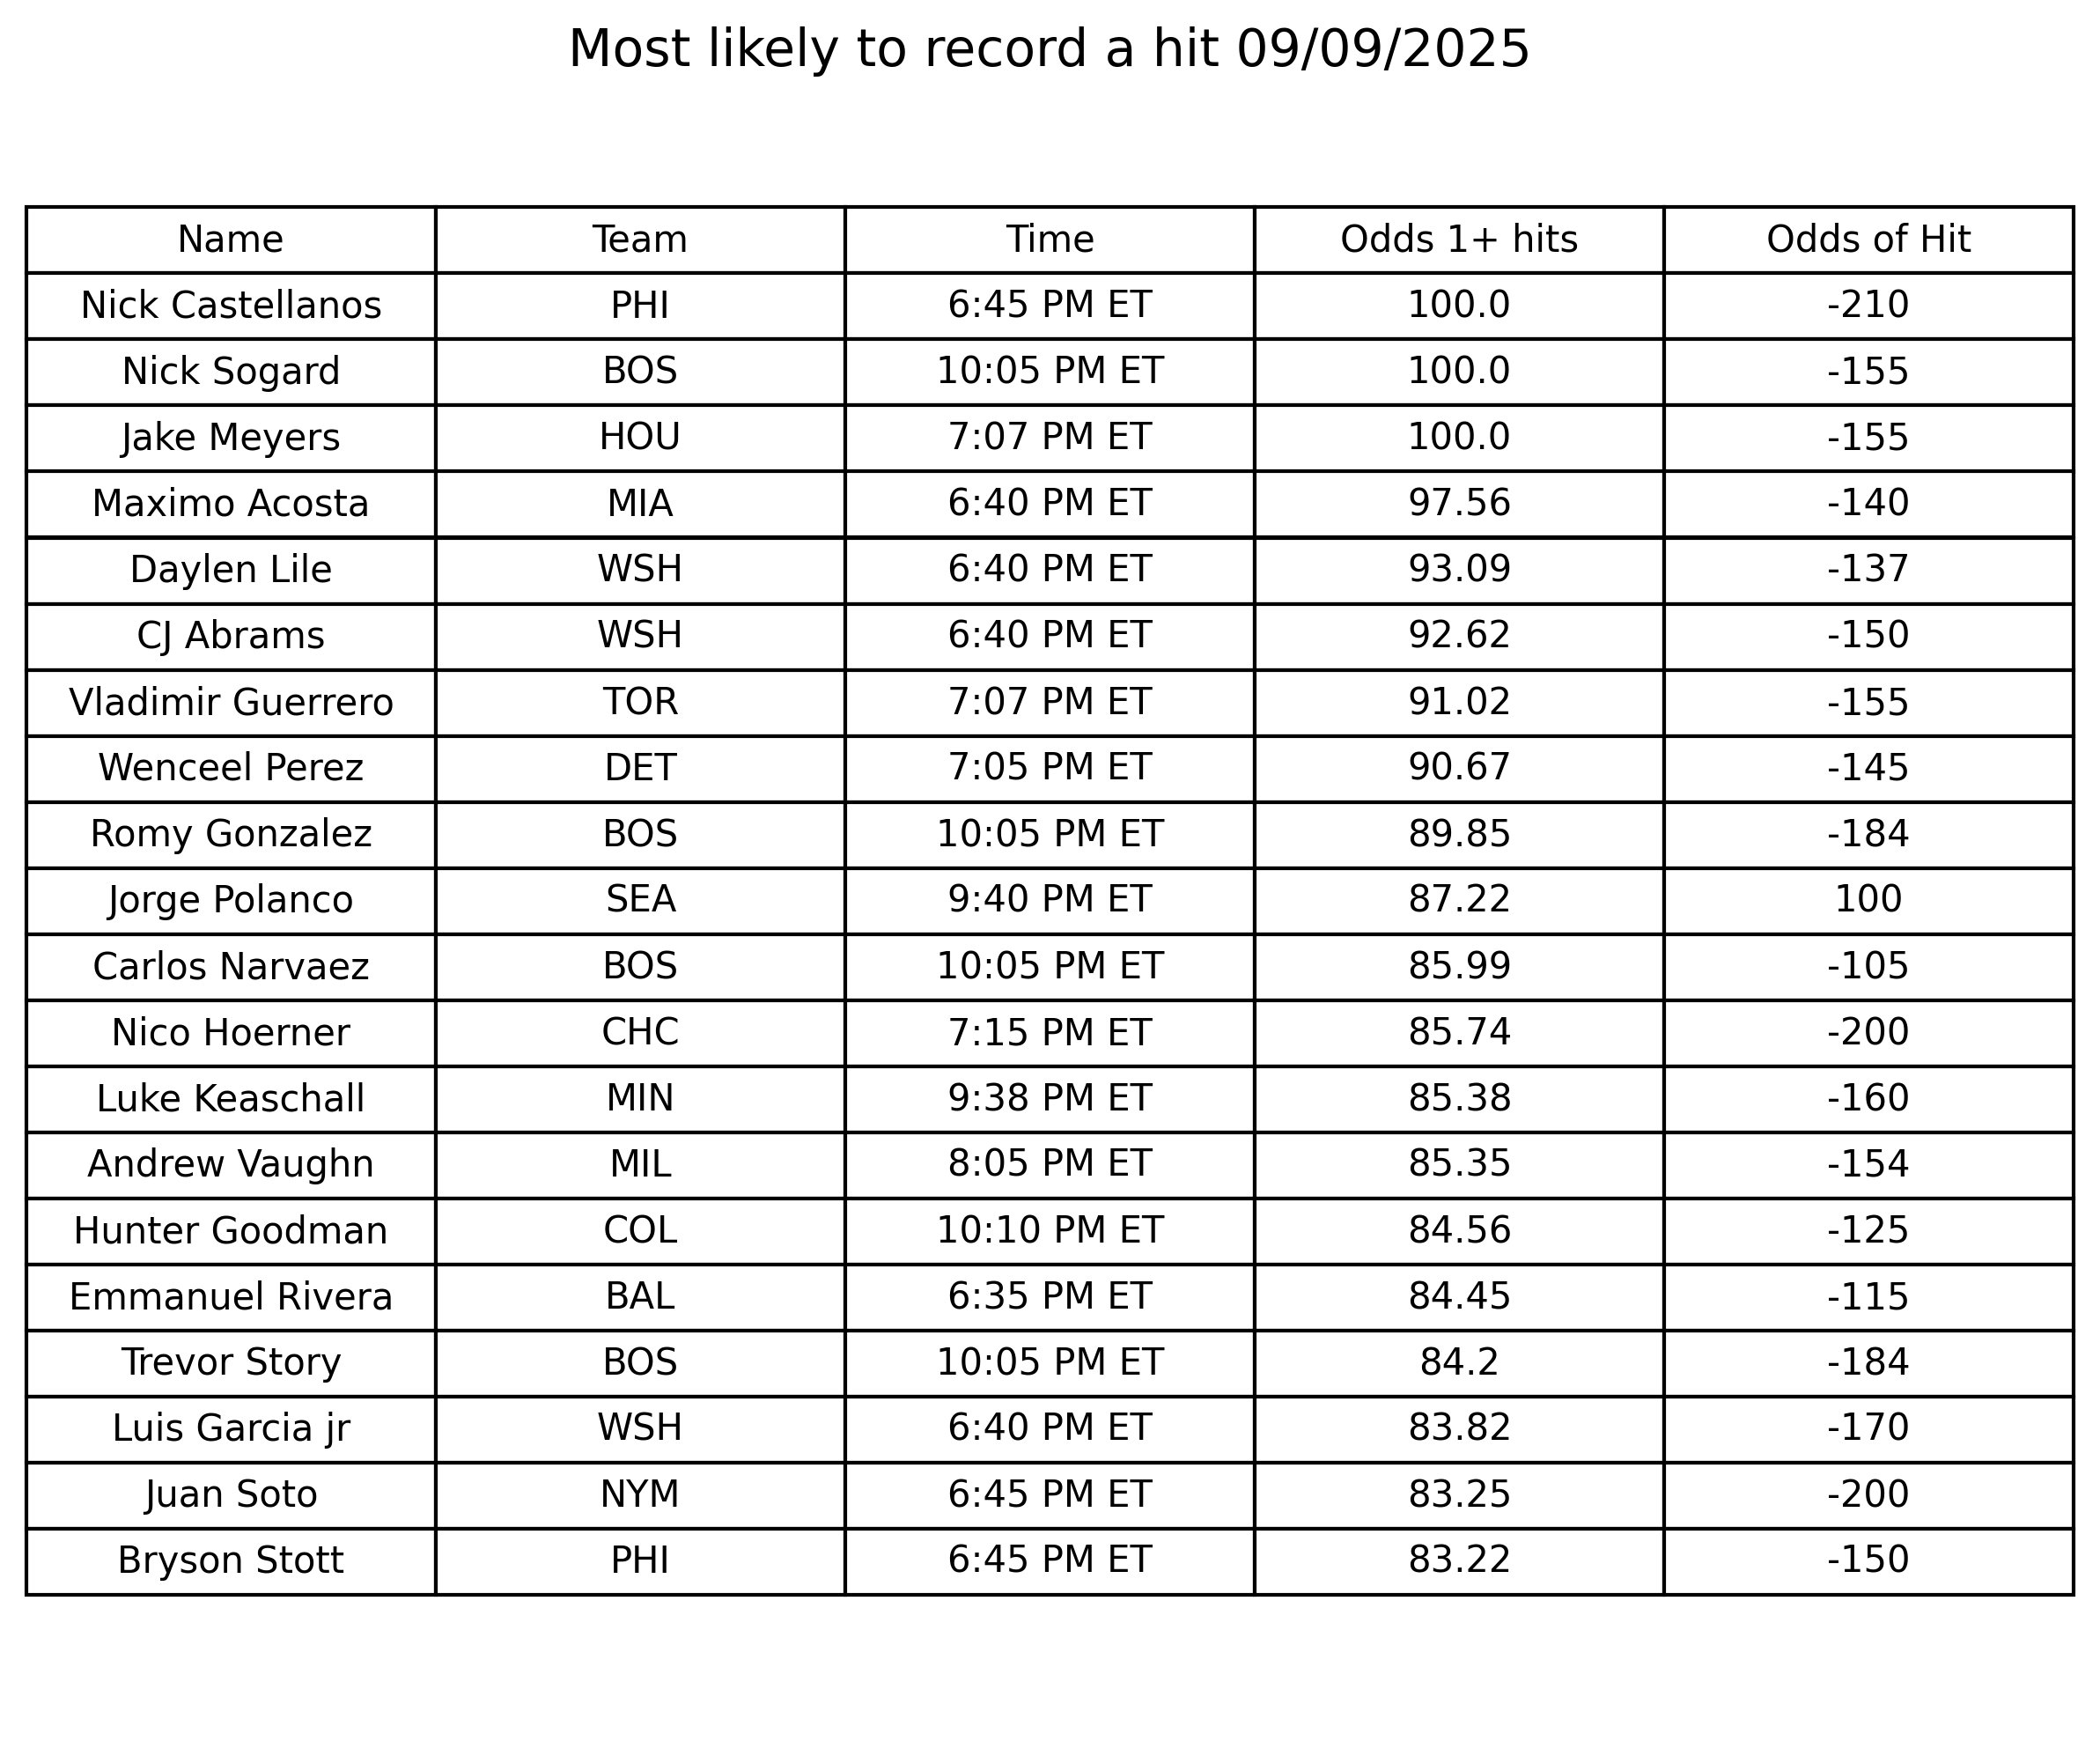 Most likely to record a hit 09/09/2025
Name Team Time Odds 1+ hits Odds of Hit
Nick Castellanos PHI 6:45 PM ET 100.0 -210
Nick Sogard BOS 10:05 PM ET 100.0 -155
Jake Meyers HOU 7:07 PM ET 100.0 -155
Maximo Acosta MIA 6:40 PM ET 97.56 -140
Daylen Lile WSH 6:40 PM ET 93.09 -137
CJ Abrams WSH 6:40 PM ET 92.62 -150
Vladimir Guerrero TOR 7:07 PM ET 91.02 -155
Wenceel Perez DET 7:05 PM ET 90.67 -145
Romy Gonzalez BOS 10:05 PM ET 89.85 -184
Jorge Polanco SEA 9:40 PM ET 87.22 100
Carlos Narvaez BOS 10:05 PM ET 85.99 -105
Nico Hoerner CHC 7:15 PM ET 85.74 -200
Luke Keaschall MIN 9:38 PM ET 85.38 -160
Andrew Vaughn MIL 8:05 PM ET 85.35 -154
Hunter Goodman COL 10:10 PM ET 84.56 -125
Emmanuel Rivera BAL 6:35 PM ET 84.45 -115
Trevor Story BOS 10:05 PM ET 84.2 -184
Luis Garcia jr WSH 6:40 PM ET 83.82 -170
Juan Soto NYM 6:45 PM ET 83.25 -200
Bryson Stott PHI 6:45 PM ET 83.22 -150